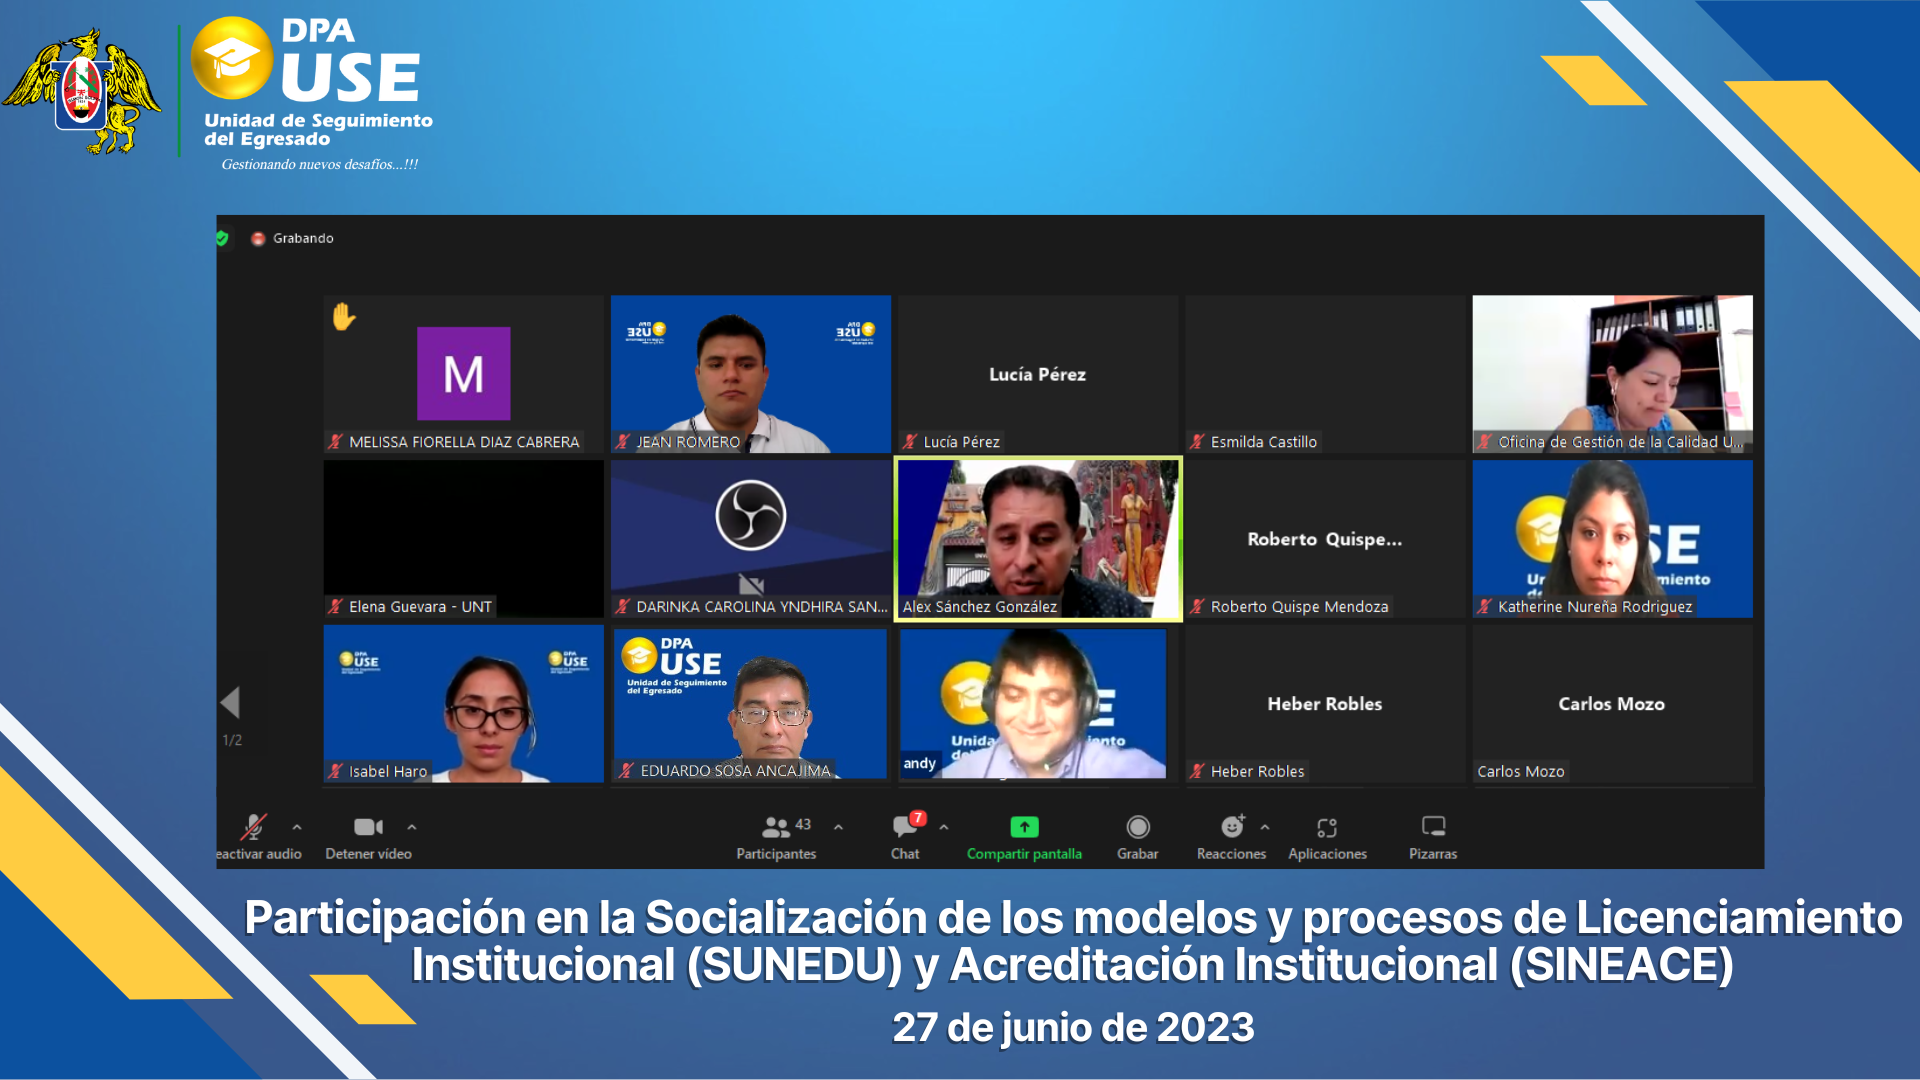 DPA
USE
Unidad de Seguimiento
del Egresado
Gestionando nuevos desafíos...!!!
Grabando
M
MELISSA FIORELLA DIAZ CABRERA
JEAN ROMERO
Lucía Pérez
Lucía Pérez
Esmilda Castillo
Oficina de Gestión de la Calidad U...
Elena Guevara - UNT
DARINKA CAROLINA YNDHIRA SAN...
Alex Sánchez González
Roberto Quispe...
Roberto Quispe Mendoza
Katherine Nureña Rodriguez
USE
USE
Isabel Haro
DPA
USE
Unidad de Seguimiento
del Egresado
EDUARDO SOSA ANCAJIMA
andy
Heber Robles
Heber Robles
Carlos Mozo
Carlos Mozo
1/2
eactivar audio
Detener vídeo
43
Participantes
7
Chat
Compartir pantalla
Grabar
Reacciones
Aplicaciones
Pizarras
Participación en la Socialización de los modelos y procesos de Licenciamiento
Institucional (SUNEDU) y Acreditación Institucional (SINEACE)
27 de junio de 2023